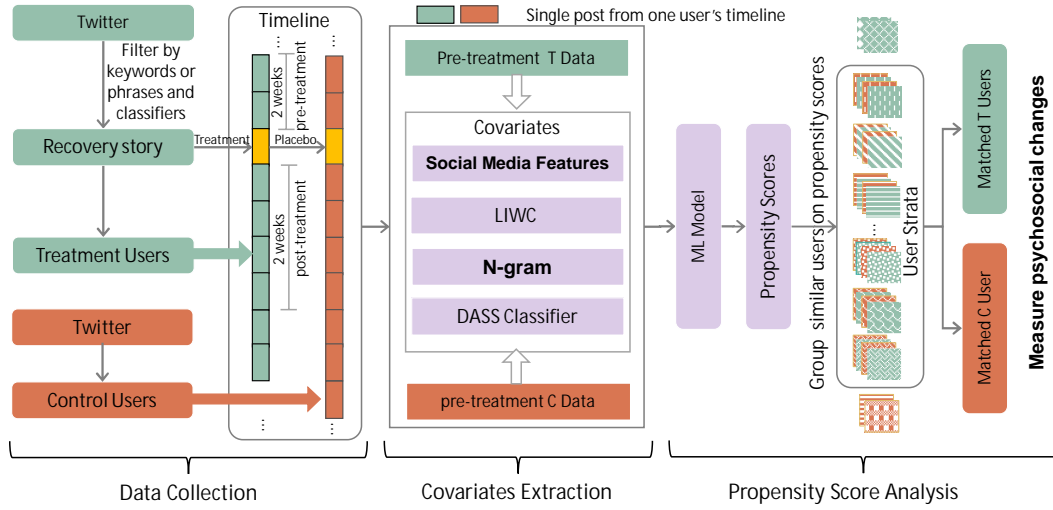 Twitter
Filter by
keywords or
phrases and
classifiers
Recovery story
Treatment Users
Twitter
Control Users
Treatment
Placebo
Timeline
...
...
2 weeks
pre-treatment
2 weeks
post-treatment
...
...
Single post from one user's timeline
Pre-treatment T Data
Covariates
Social Media Features
LIWC
N-gram
DASS Classifier
pre-treatment C Data
ML Model
Propensity Scores
Group similar users on propensity scores
...
User Strata
Matched T Users
Matched C User
Measure psychosocial changes
Data Collection
Covariates Extraction
Propensity Score Analysis